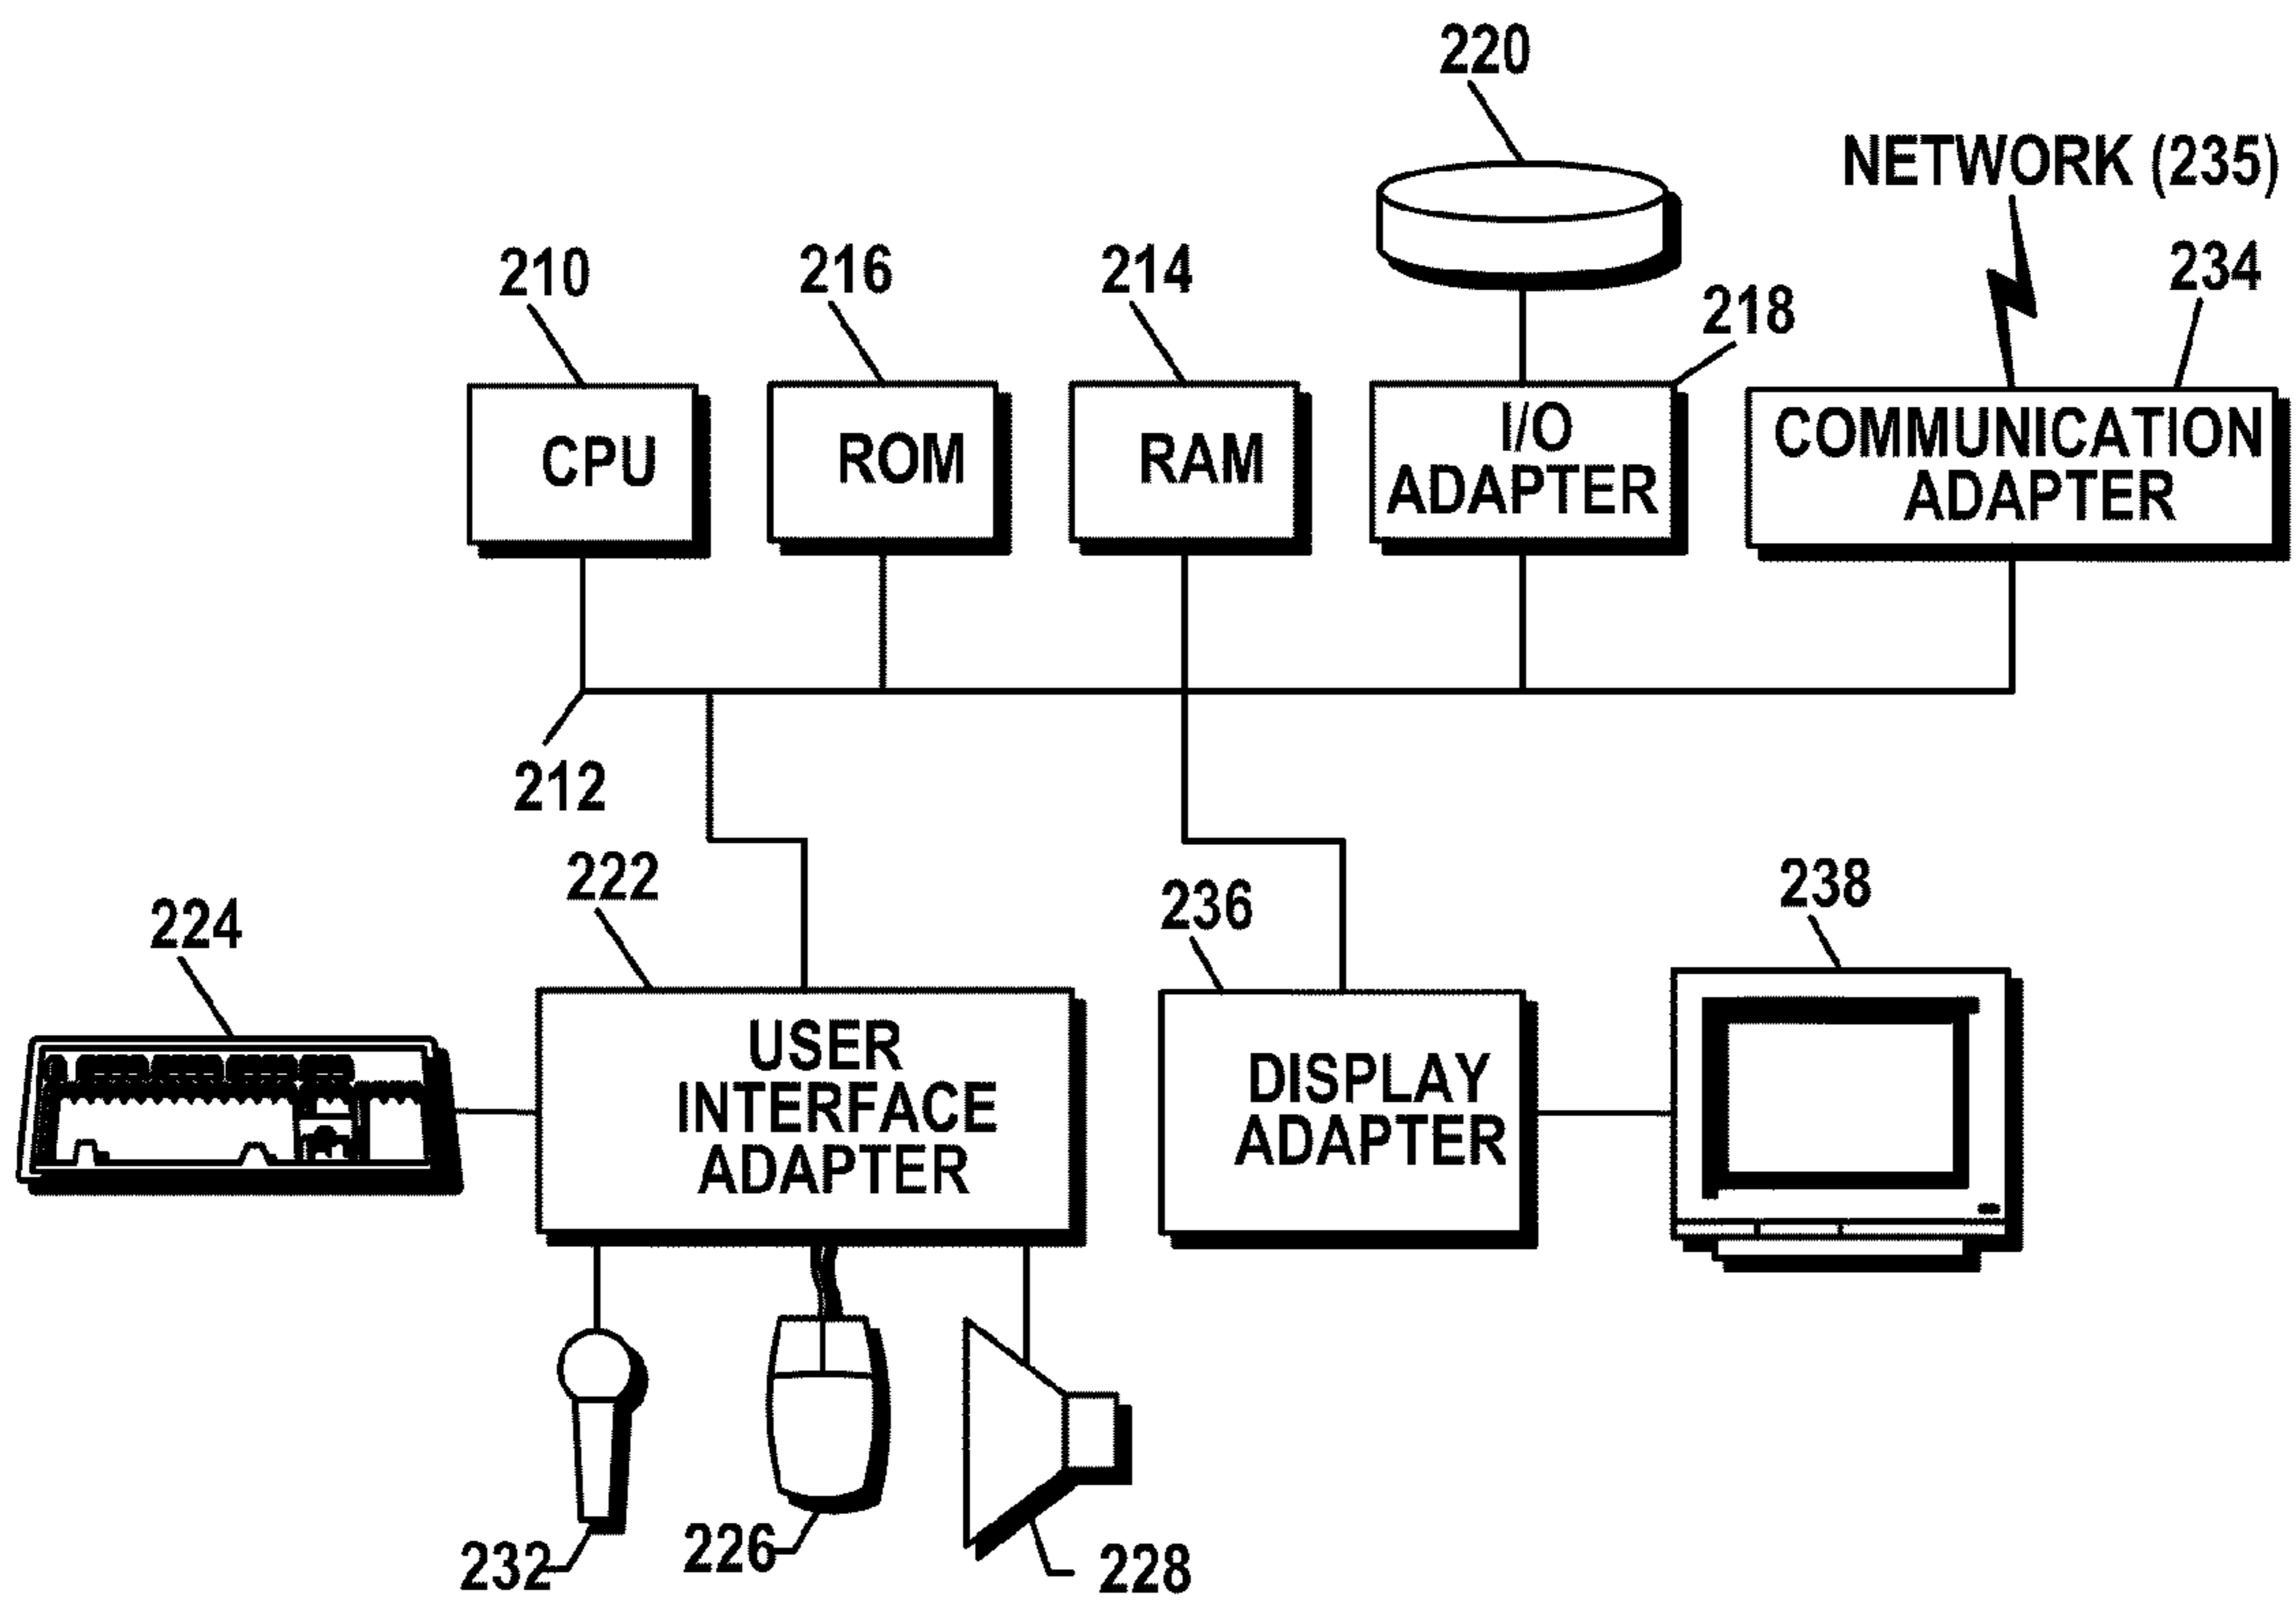 220
NETWORK (235)
210
216
214
218
234
CPU
ROM
RAM
I/O
ADAPTER
COMMUNICATION
ADAPTER
212
222
236
238
224
USER
INTERFACE
ADAPTER
DISPLAY
ADAPTER
232
226
228